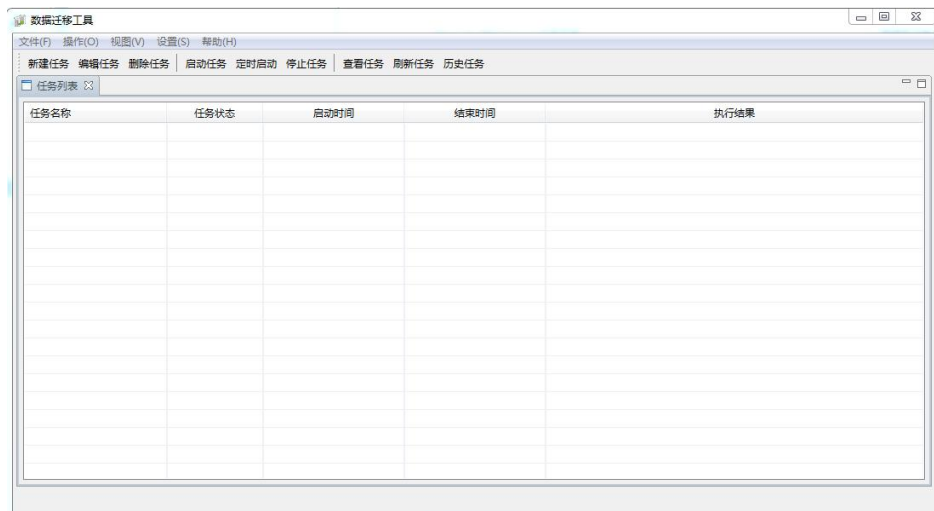 数据迁移工具
文件(F) 操作(O) 视图(V) 设置(S) 帮助(H)
新建任务 编辑任务 删除任务 启动任务 定时启动 停止任务 查看任务 刷新任务 历史任务
任务列表
任务名称 任务状态 启动时间 结束时间 执行结果